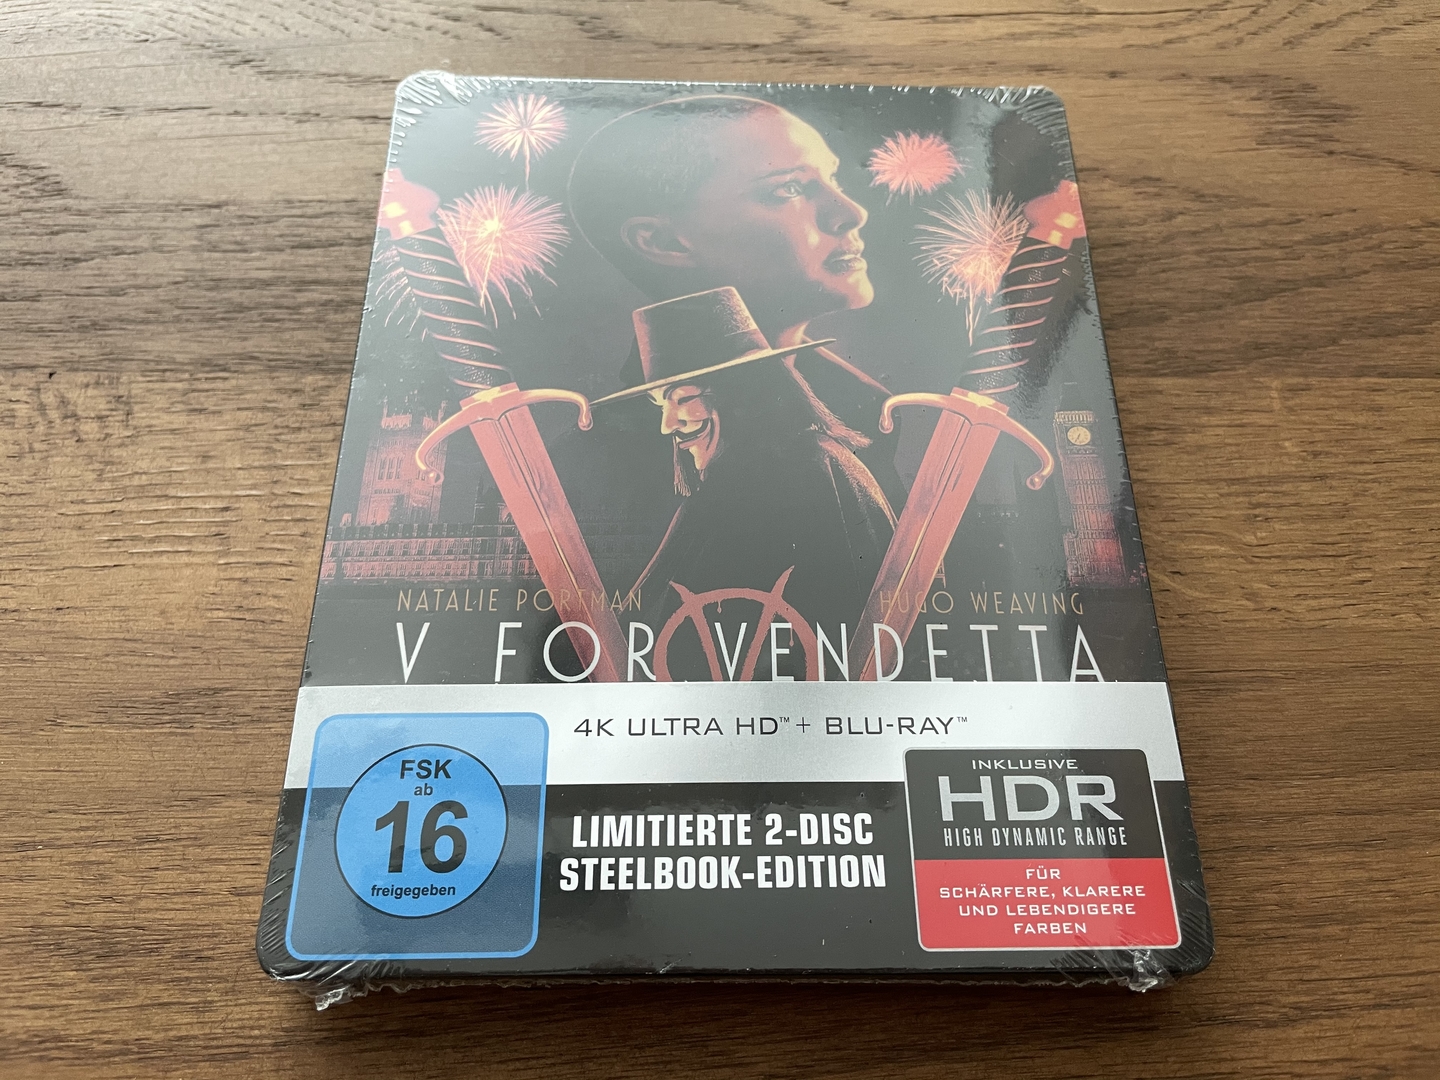 NATALIE PORTMAN
HUGO WEAVING
V FOR VENDETTA
4K ULTRA HD™ + BLU-RAY™
FSK
ab
16
freigegeben
LIMITIERTE 2-DISC
STEELBOOK-EDITION
INKLUSIVE
HDR
HIGH DYNAMIC RANGE
FÜR
SCHÄRFERE, KLARERE
UND LEBENDIGERE
FARBEN